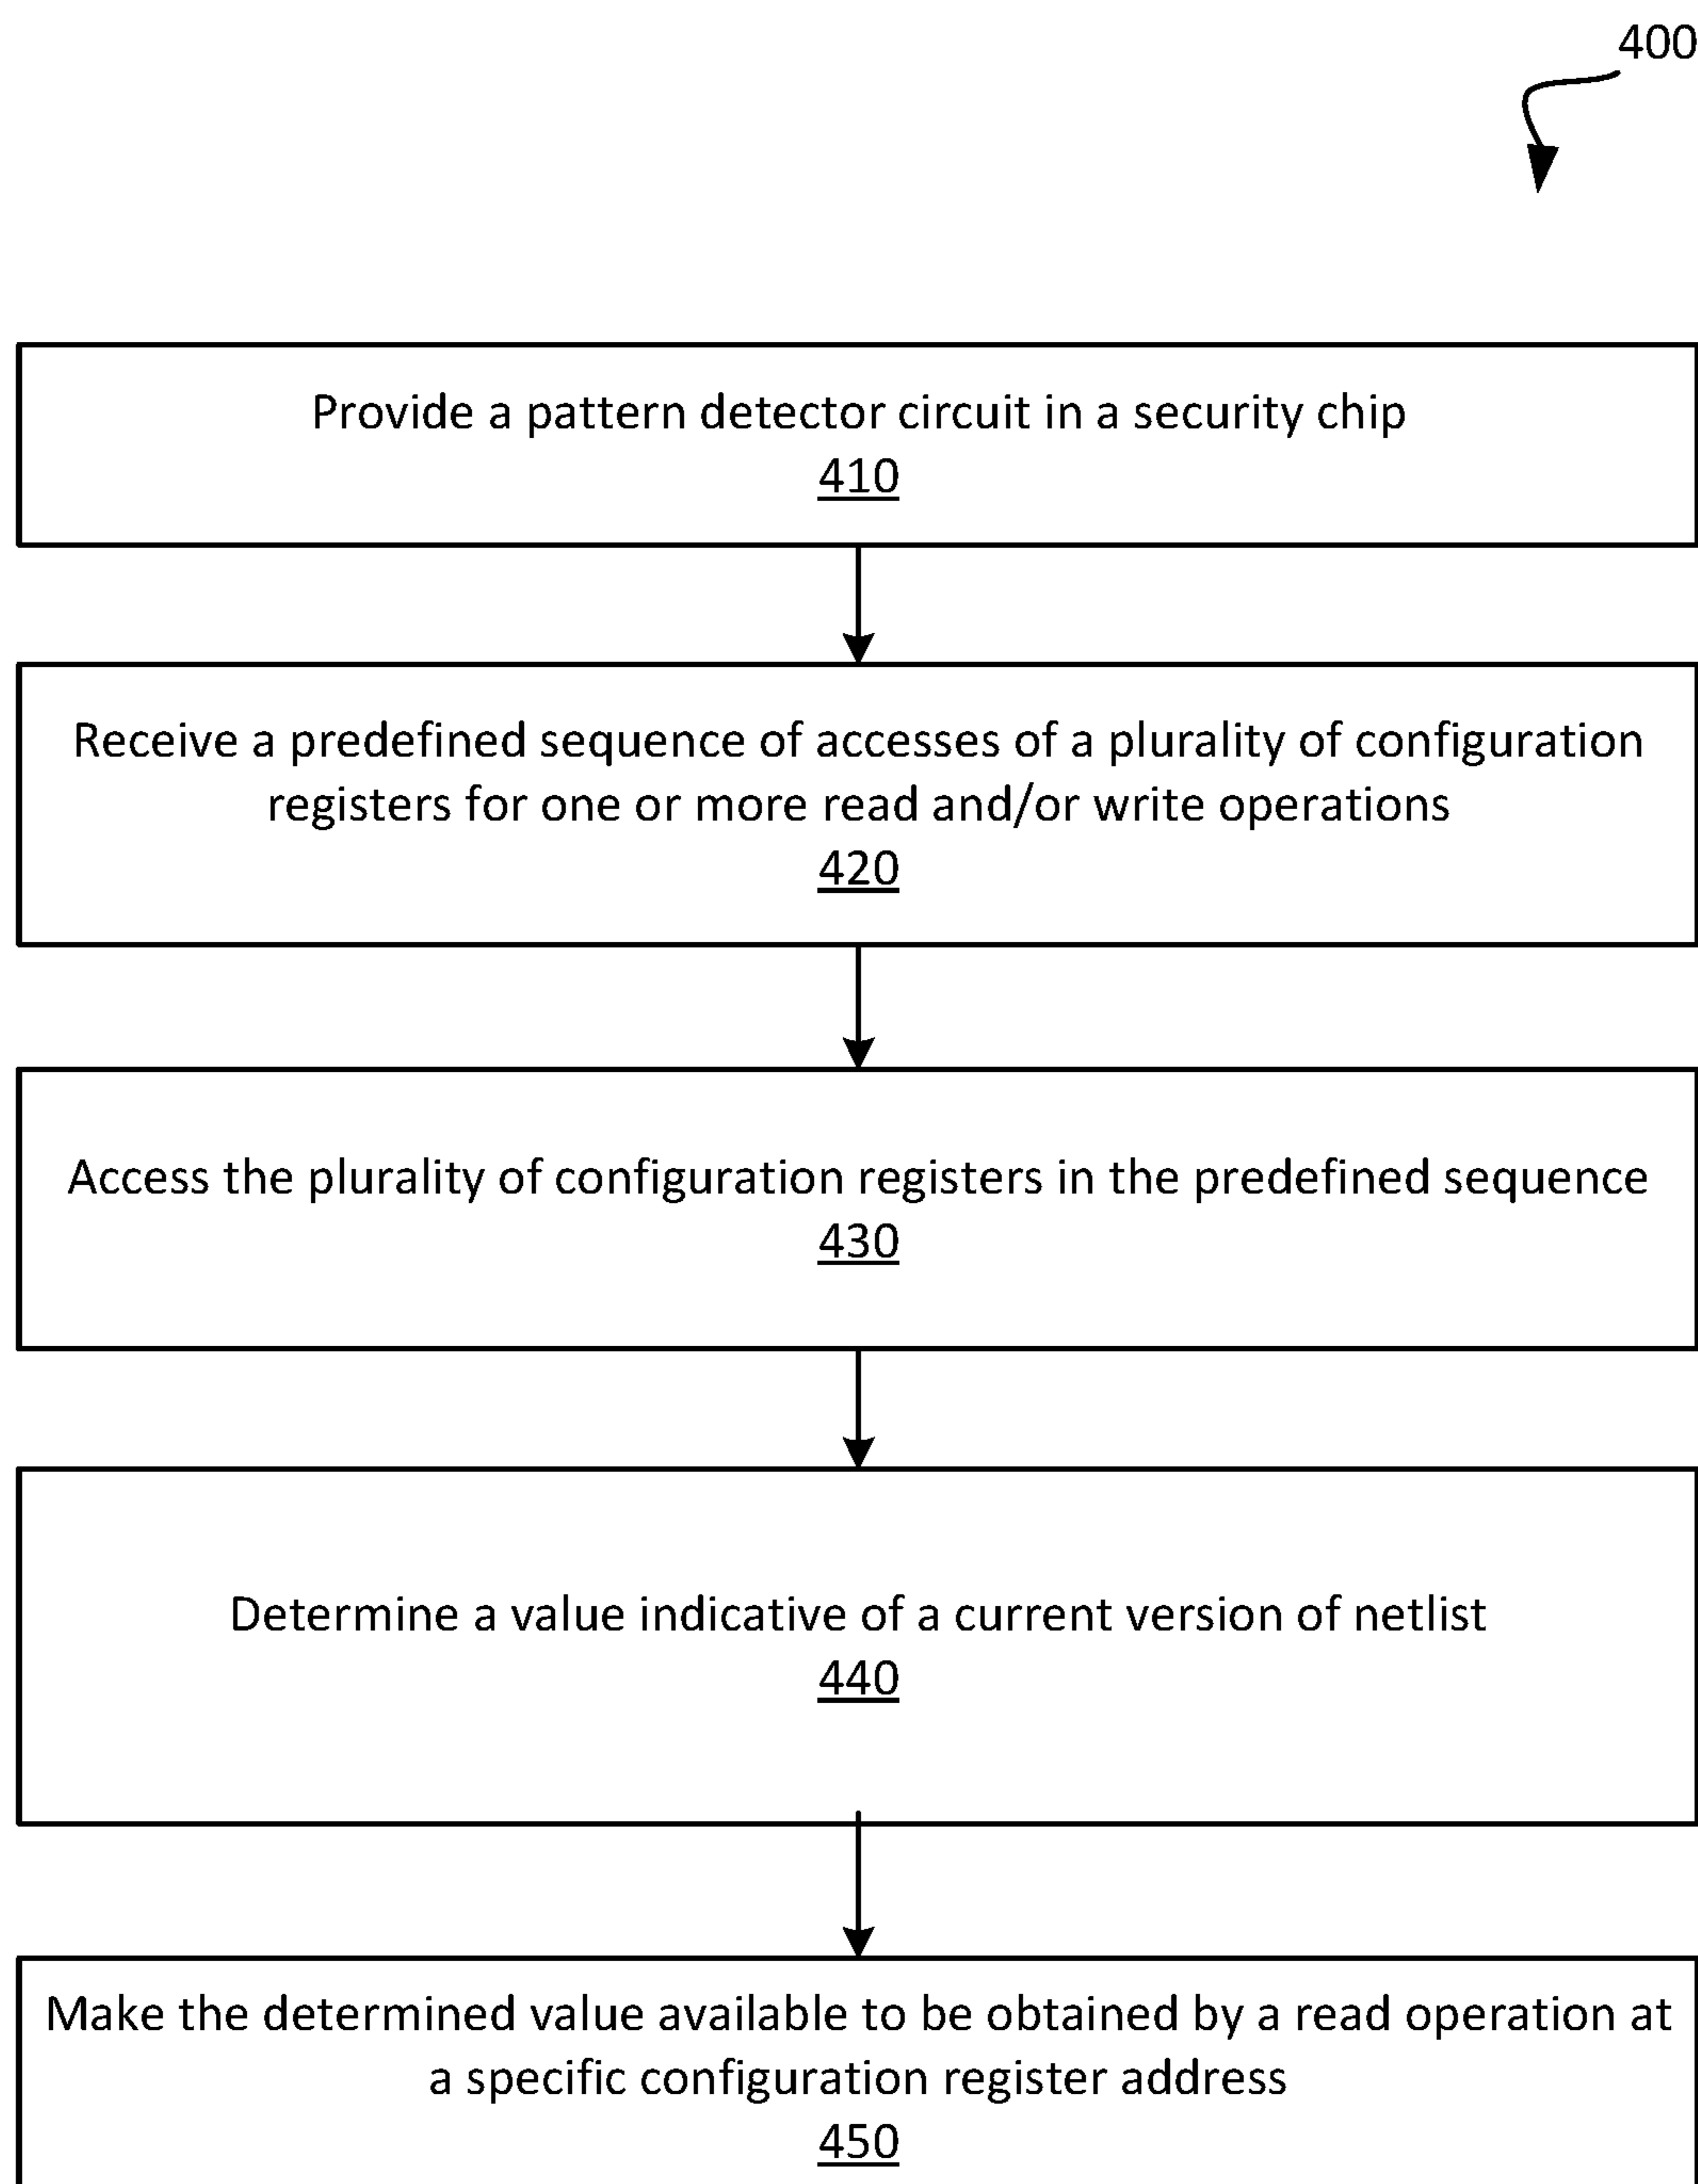 400
Provide a pattern detector circuit in a security chip
410
Receive a predefined sequence of accesses of a plurality of configuration
registers for one or more read and/or write operations
420
Access the plurality of configuration registers in the predefined sequence
430
Determine a value indicative of a current version of netlist
440
Make the determined value available to be obtained by a read operation at
a specific configuration register address
450